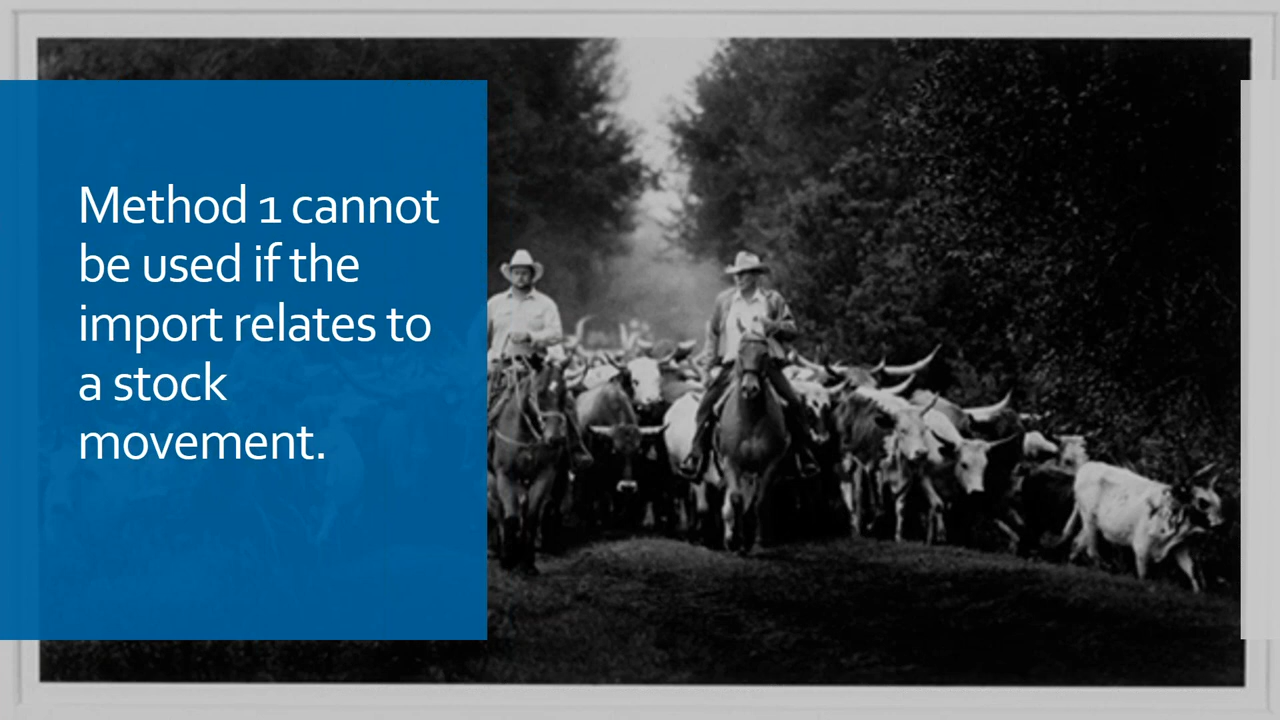 Method 1 cannot
be used if the
import relates to
a stock
movement.